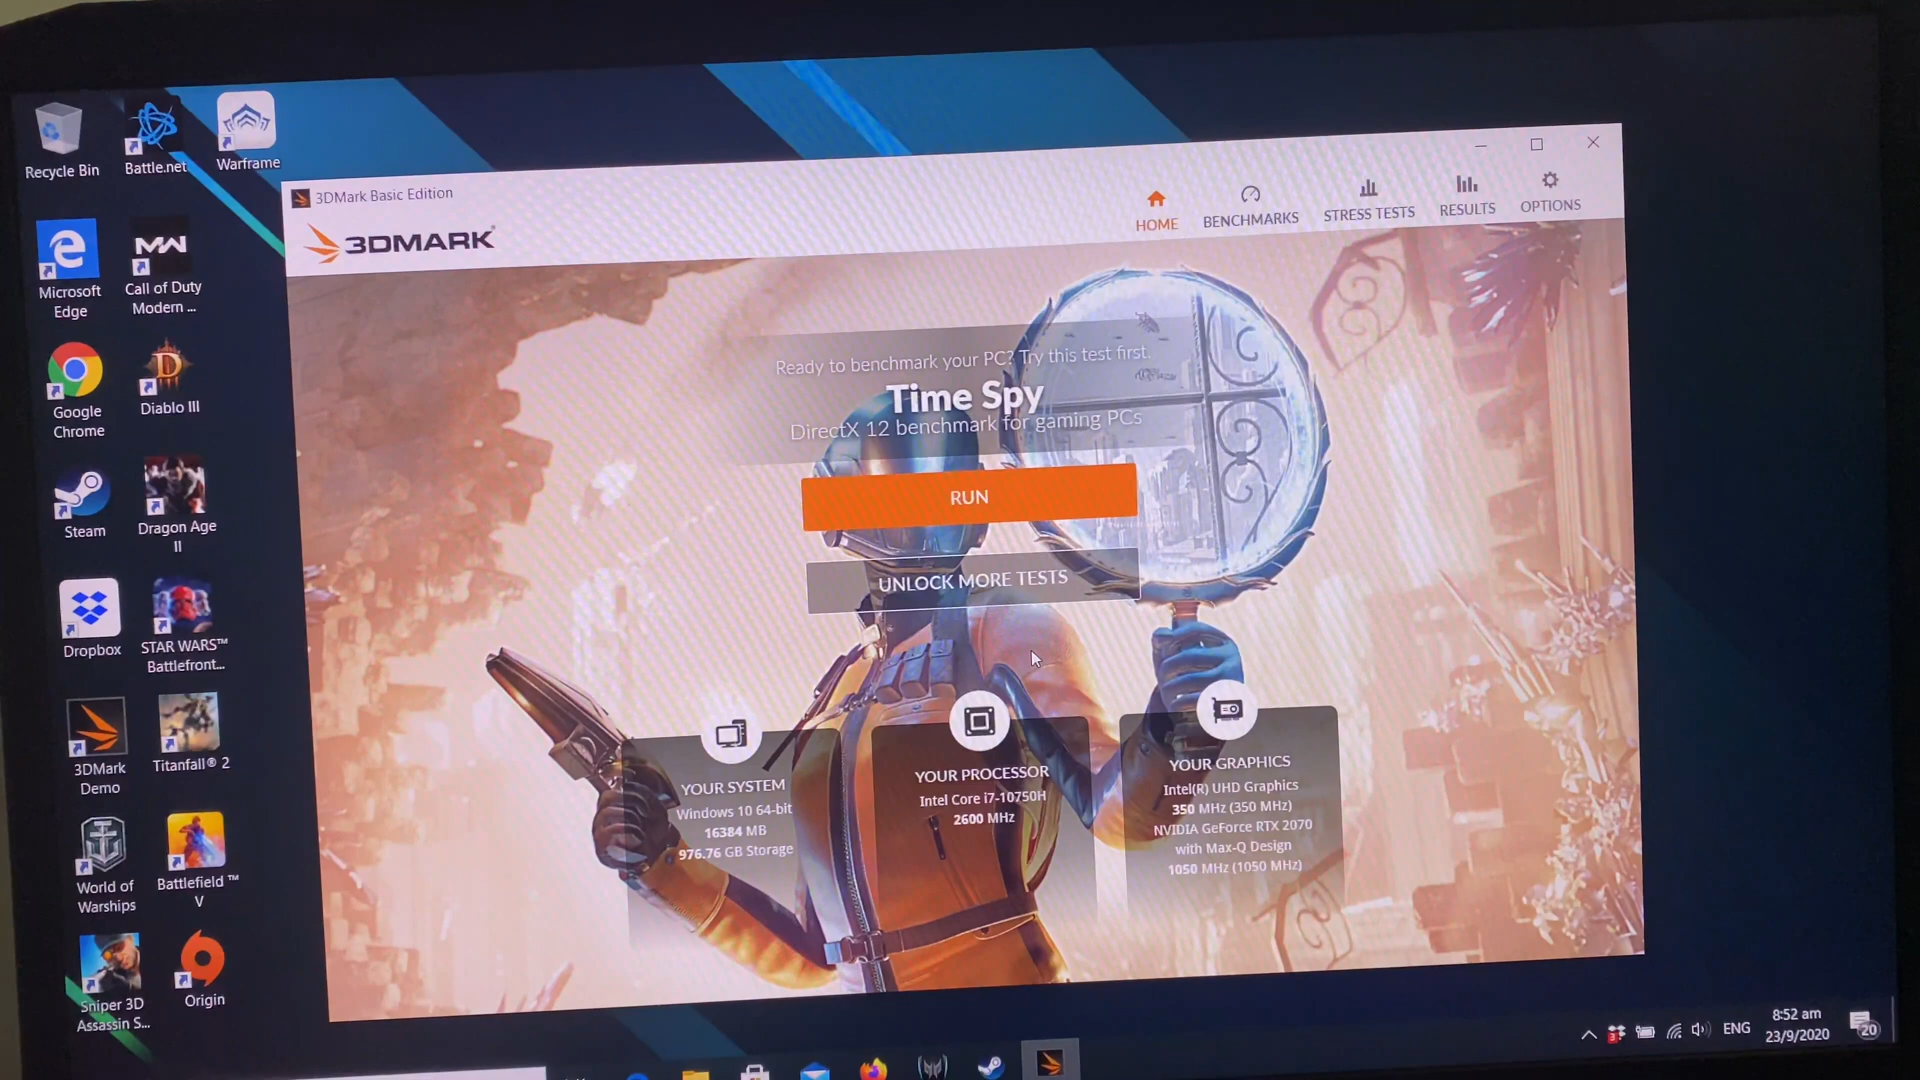 Recycle Bin
Battle.net
Warframe
Microsoft
Edge
MW
Call of Duty
Modern ...
Google
Chrome
Diablo III
Steam
Dragon Age
II
Dropbox
STAR WARS™
Battlefront...
3DMark
Demo
Titanfall® 2
World of
Warships
Battlefield ™
V
Sniper 3D
Assassin S...
Origin
3DMark Basic Edition
3DMARK®
HOME
BENCHMARKS
STRESS TESTS
RESULTS
OPTIONS
Ready to benchmark your PC? Try this test first.
Time Spy
DirectX 12 benchmark for gaming PCs
RUN
UNLOCK MORE TESTS
YOUR SYSTEM
Windows 10 64-bit
16384 MB
976.76 GB Storage
YOUR PROCESSOR
Intel Core i7-10750H
2600 MHz
YOUR GRAPHICS
Intel(R) UHD Graphics
350 MHz (350 MHz)
NVIDIA GeForce RTX 2070
with Max-Q Design
1050 MHz (1050 MHz)
3
ENG
8:52 am
23/9/2020
20